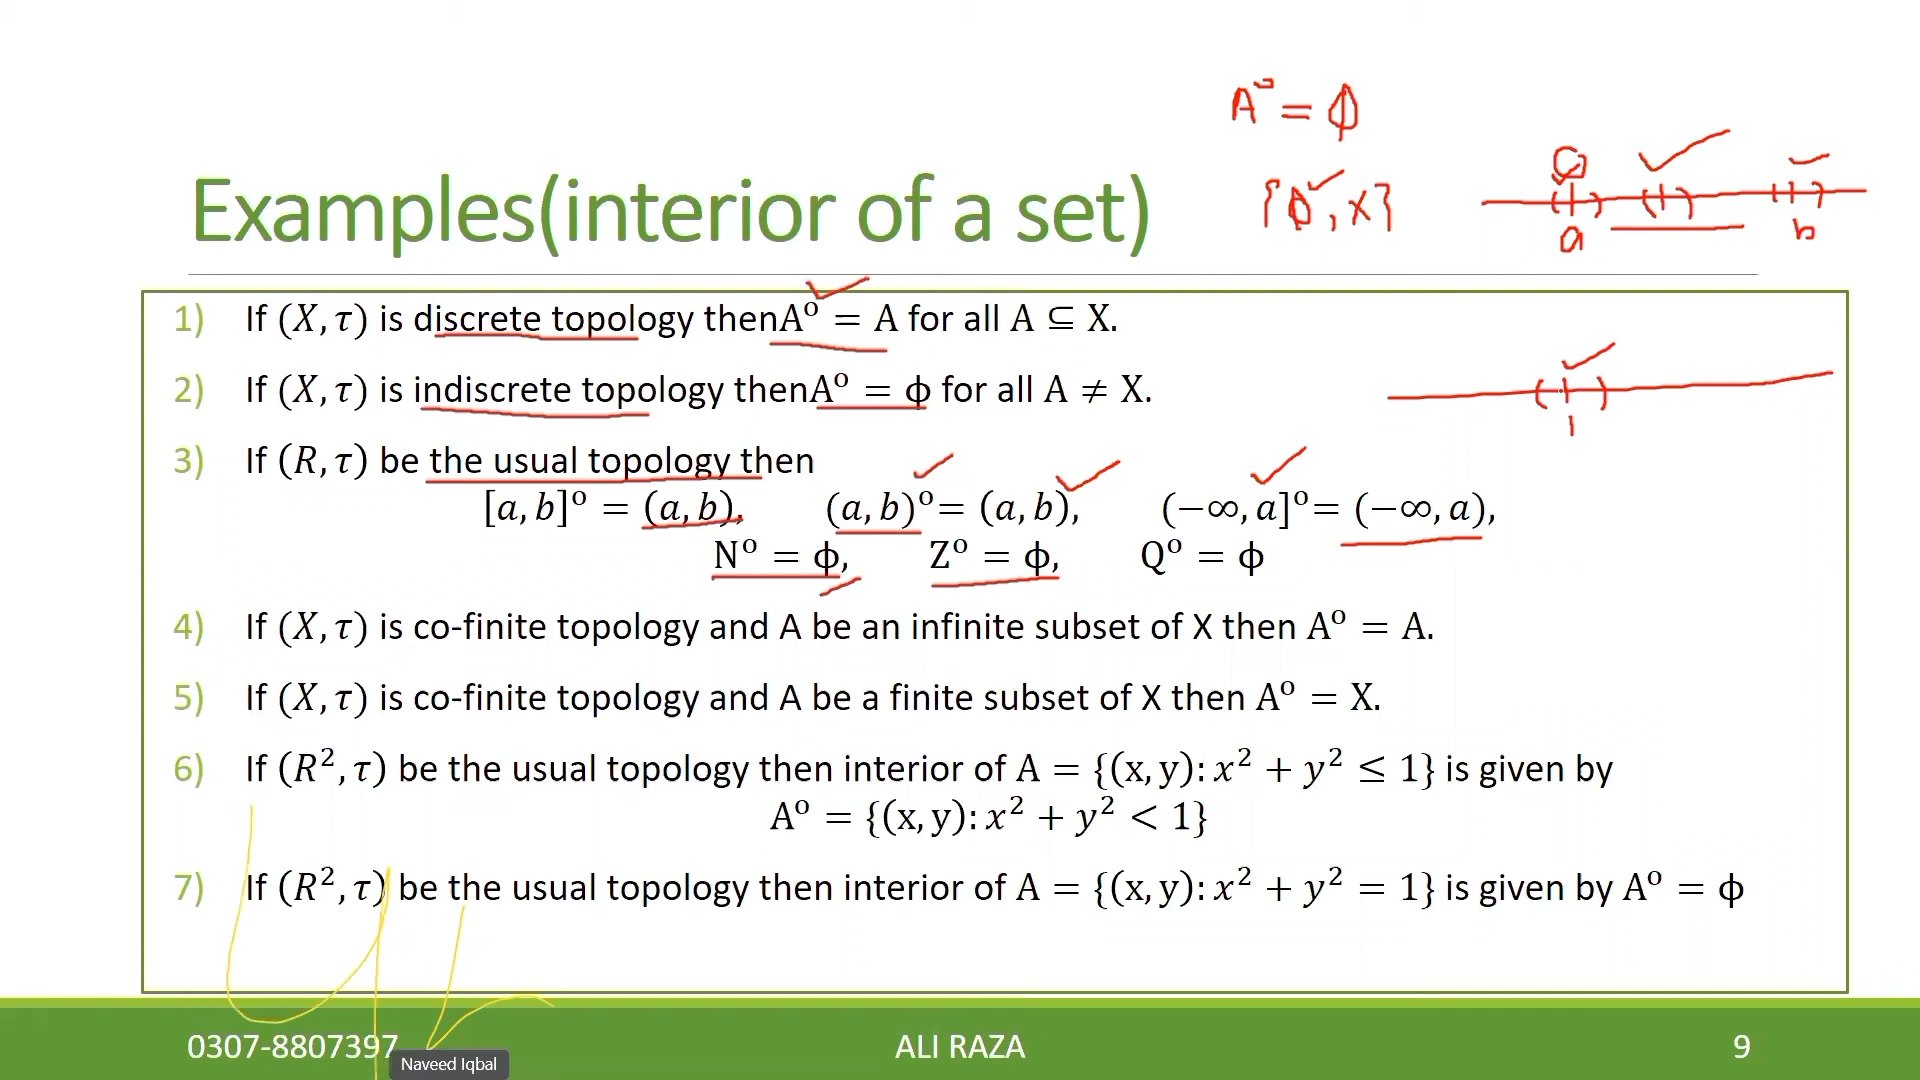 A° = ϕ
{ϕ, X}
a
b
Examples(interior of a set)
1) If (X, τ) is discrete topology thenA° = A for all A ⊆ X.
2) If (X, τ) is indiscrete topology thenA° = ϕ for all A ≠ X.
1
3) If (R, τ) be the usual topology then
[a, b]° = (a, b), (a, b)°= (a, b), (−∞, a]°= (−∞, a),
N° = ϕ, Z° = ϕ, Q° = ϕ
4) If (X, τ) is co-finite topology and A be an infinite subset of X then A° = A.
5) If (X, τ) is co-finite topology and A be a finite subset of X then A° = X.
6) If (R², τ) be the usual topology then interior of A = {(x, y): x² + y² ≤ 1} is given by
A° = {(x, y): x² + y² < 1}
7) If (R², τ) be the usual topology then interior of A = {(x, y): x² + y² = 1} is given by A° = ϕ
0307-8807397 ALI RAZA 9
Naveed Iqbal